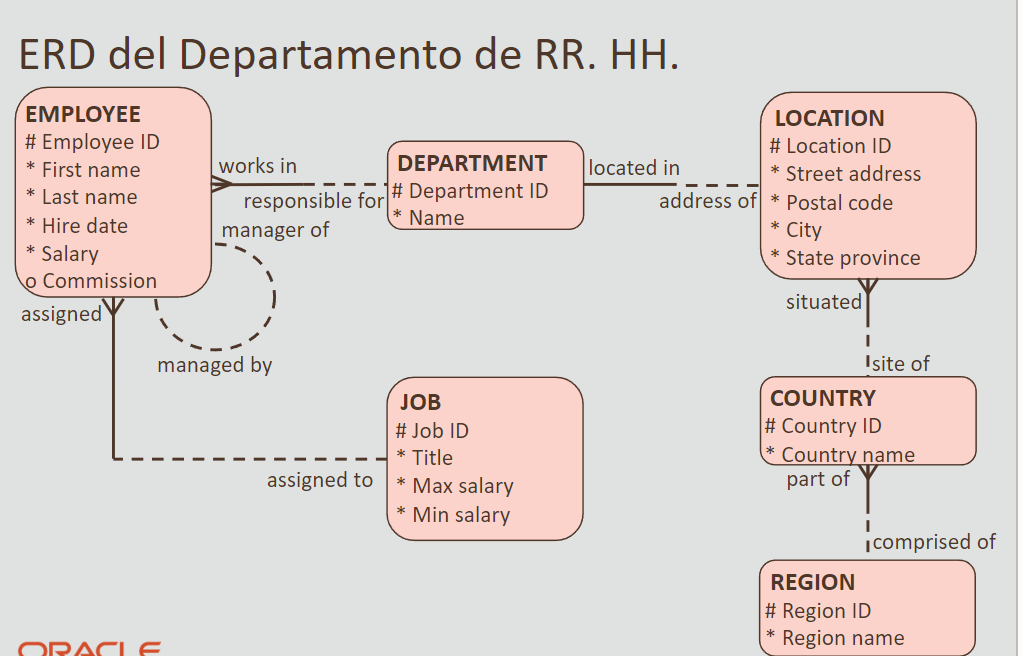 ERD del Departamento de RR. HH.
EMPLOYEE
# Employee ID
* First name
* Last name
* Hire date
* Salary
o Commission
works in
responsible for
manager of
managed by
assigned
assigned to
DEPARTMENT
# Department ID
* Name
located in
address of
LOCATION
# Location ID
* Street address
* Postal code
* City
* State province
situated
site of
JOB
# Job ID
* Title
* Max salary
* Min salary
COUNTRY
# Country ID
* Country name
part of
comprised of
REGION
# Region ID
* Region name
ORACLE